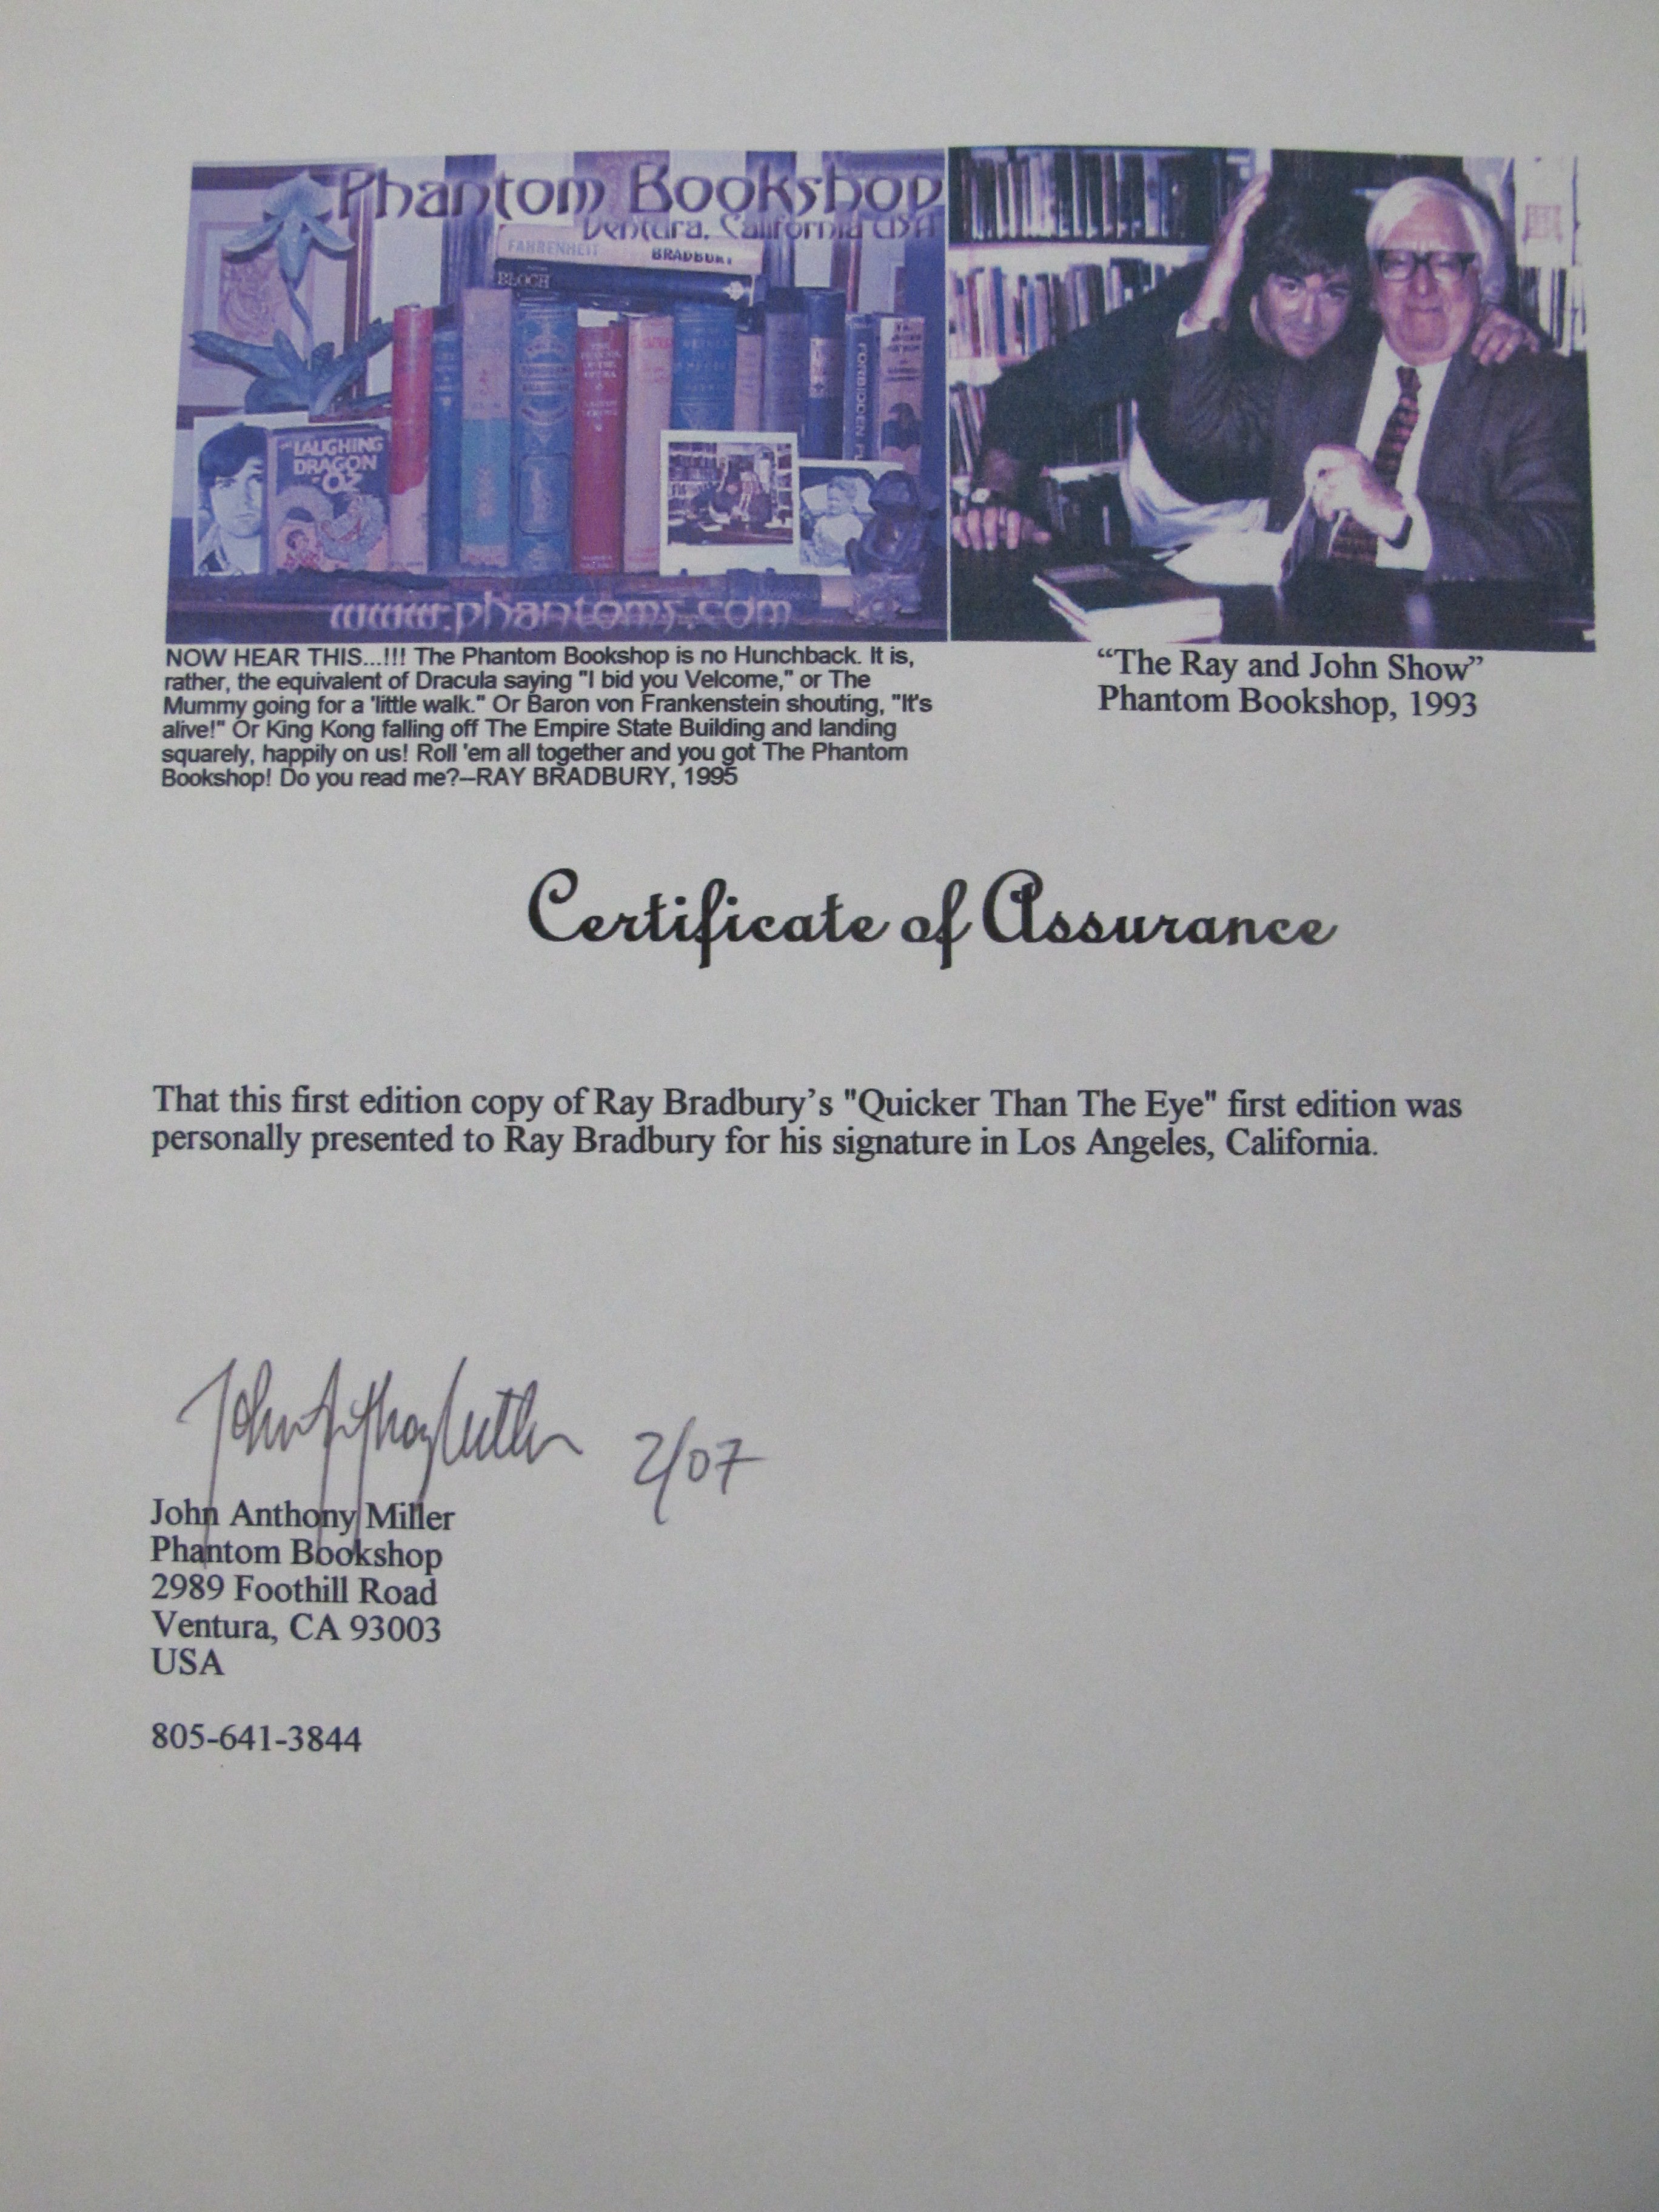 Phantom Bookshop
Ventura, California USA
FAHRENHEIT BRADBURY
BLOCH
THE LAUGHING
DRAGON
OF OZ
FORBIDDEN
www.phantoms.com
NOW HEAR THIS...!!! The Phantom Bookshop is no Hunchback. It is,
rather, the equivalent of Dracula saying "I bid you Velcome," or The
Mummy going for a 'little walk." Or Baron von Frankenstein shouting, "It's
alive!" Or King Kong falling off The Empire State Building and landing
squarely, happily on us! Roll 'em all together and you got The Phantom
Bookshop! Do you read me?--RAY BRADBURY, 1995
“The Ray and John Show”
Phantom Bookshop, 1993
Certificate of Assurance
That this first edition copy of Ray Bradbury’s "Quicker Than The Eye" first edition was
personally presented to Ray Bradbury for his signature in Los Angeles, California.
John Anthony Miller 2/07
John Anthony Miller
Phantom Bookshop
2989 Foothill Road
Ventura, CA 93003
USA
805-641-3844